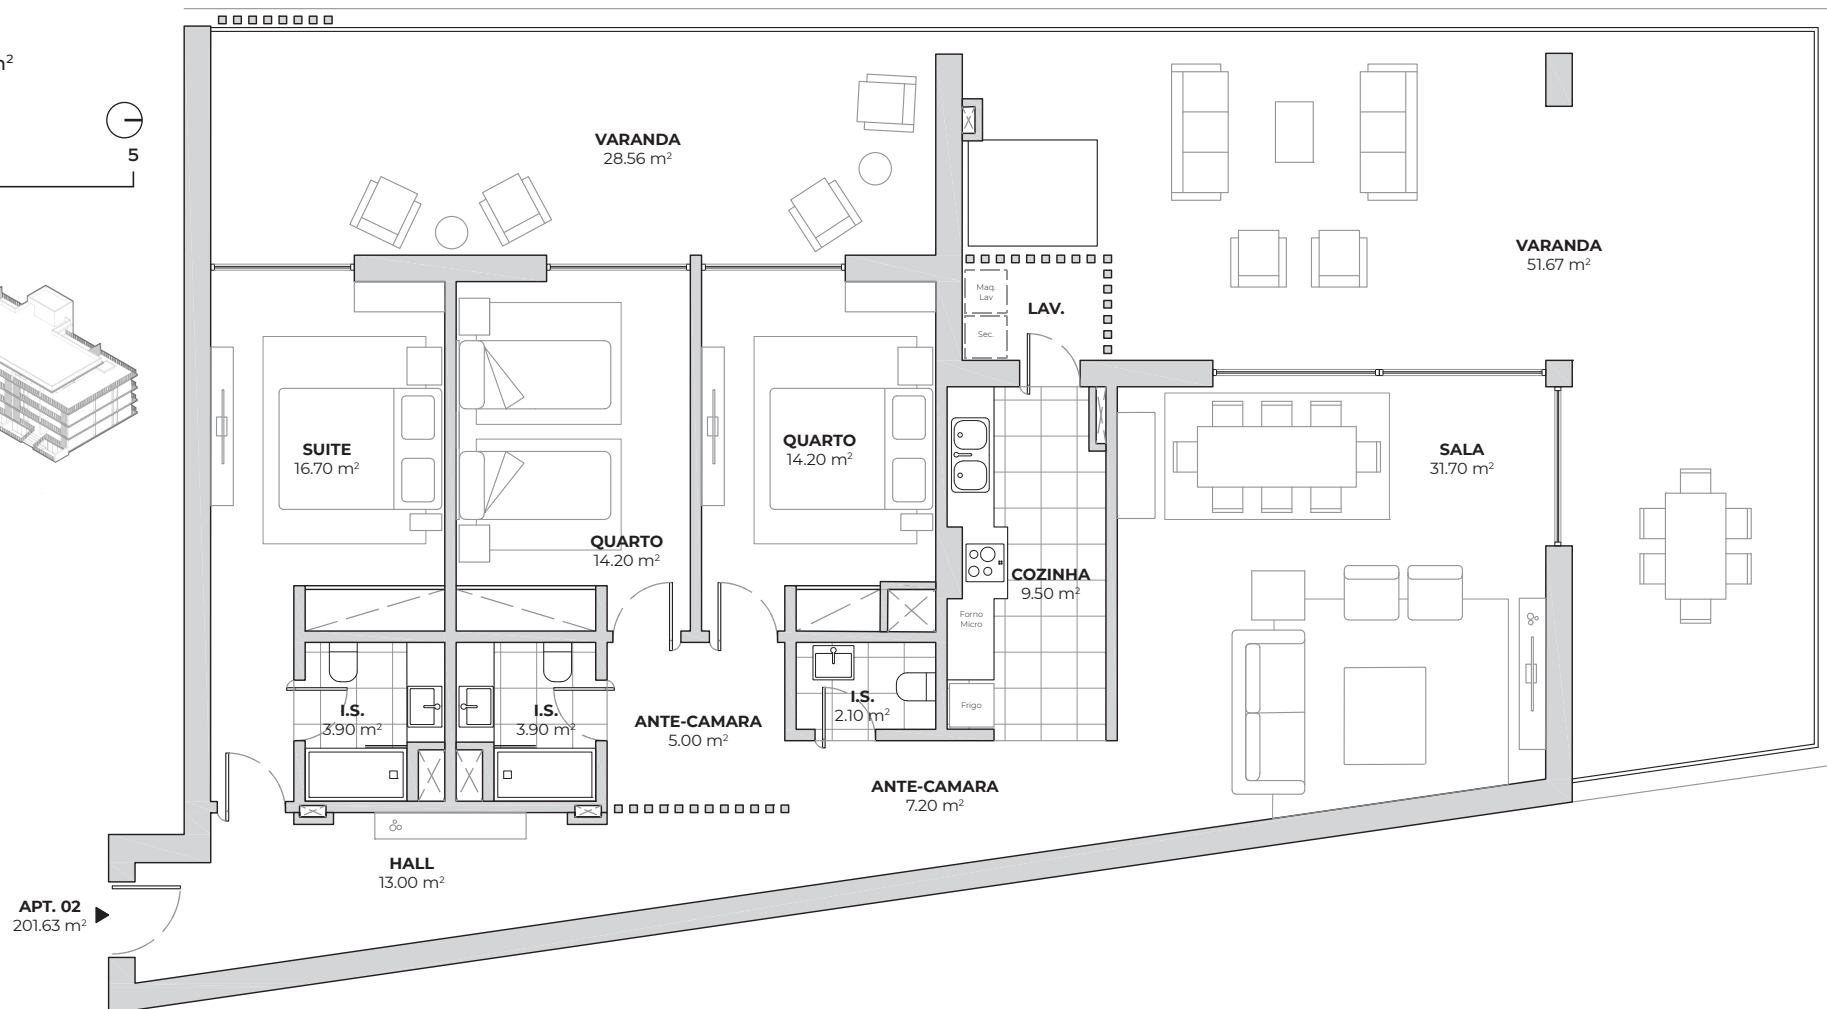 m²
5
VARANDA
28.56 m²
VARANDA
51.67 m²
Maq.
Lav
Sec.
LAV.
SUITE
16.70 m²
QUARTO
14.20 m²
QUARTO
14.20 m²
SALA
31.70 m²
COZINHA
9.50 m²
Forno
Micro
Frigo
I.S.
3.90 m²
I.S.
3.90 m²
I.S.
2.10 m²
ANTE-CAMARA
5.00 m²
ANTE-CAMARA
7.20 m²
HALL
13.00 m²
APT. 02
201.63 m²